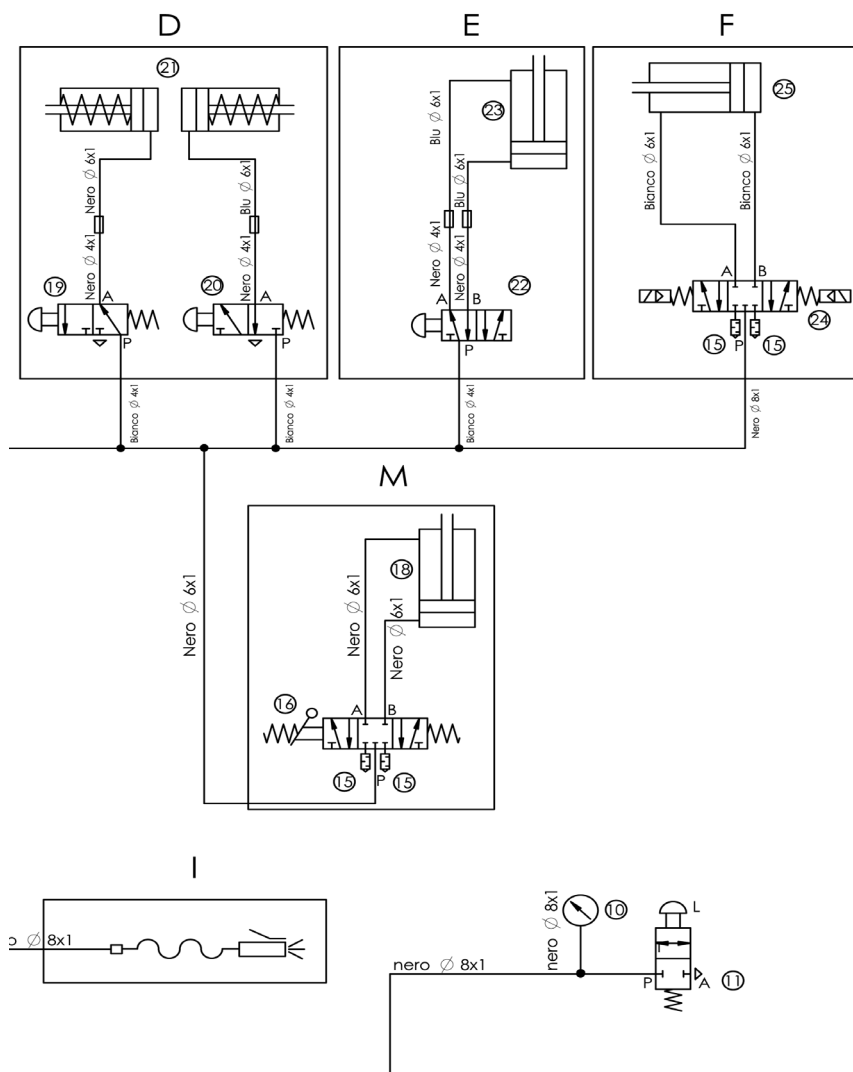 D
E
F
21
Nero Ø 6x1
Blu Ø 6x1
Nero Ø 4x1
Nero Ø 4x1
19
20
A
A
P
P
Bianco Ø 4x1
Bianco Ø 4x1
23
Blu Ø 6x1
Blu Ø 6x1
Nero Ø 4x1
Nero Ø 4x1
22
A
B
P
Bianco Ø 4x1
25
Bianco Ø 6x1
Bianco Ø 6x1
A
B
24
15
P
15
Nero Ø 8x1
M
Nero Ø 6x1
18
Nero Ø 6x1
Nero Ø 6x1
16
A
B
15
P
15
I
o Ø 8x1
nero Ø 8x1
nero Ø 8x1
10
L
P
A
11